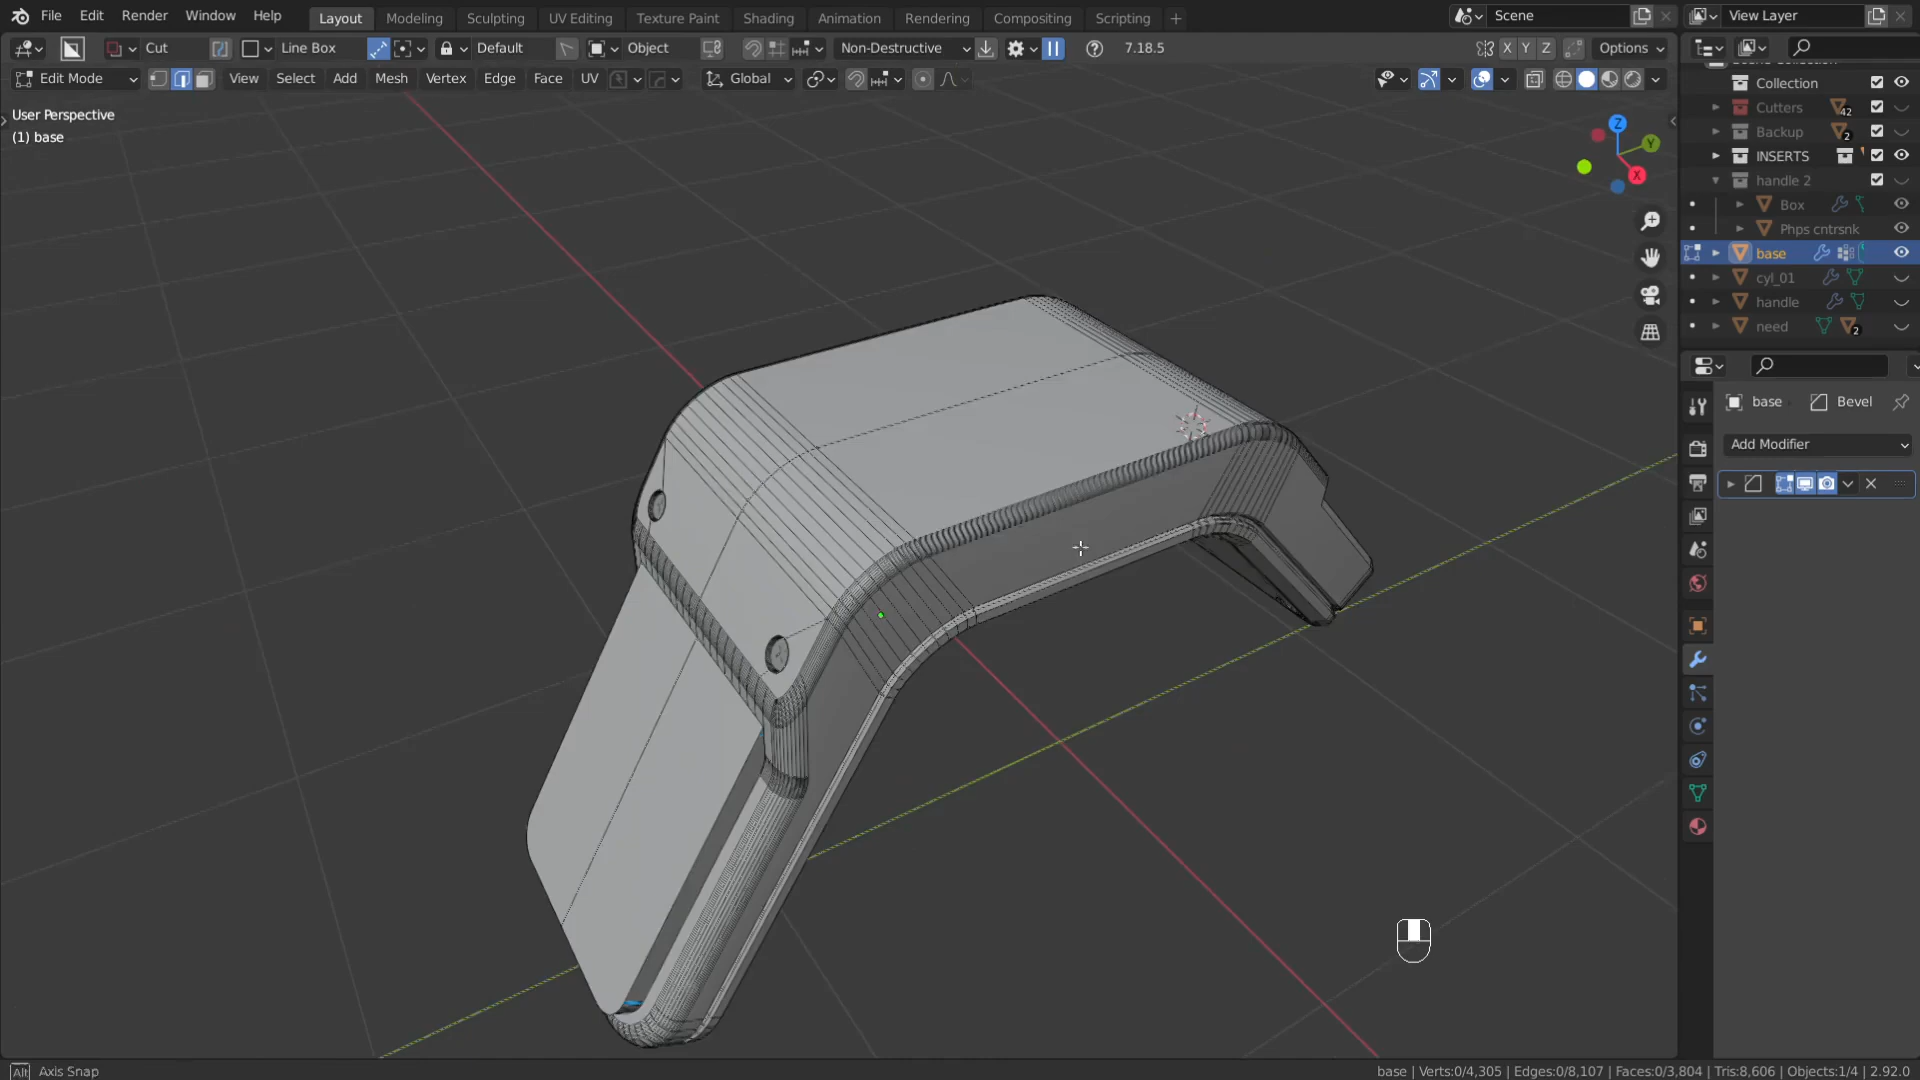 File Edit Render Window Help Layout Modeling Sculpting UV Editing Texture Paint Shading Animation Rendering Compositing Scripting + Scene View Layer
Cut Line Box Default Object Non-Destructive 7.18.5 X Y Z Options
Edit Mode View Select Add Mesh Vertex Edge Face UV Global
User Perspective
(1) base
Z
Y
X
Collection
Cutters 42
Backup 2
INSERTS
handle 2
Box
Phps cntrsnk
base
cyl_01
handle
need 2
base Bevel
Add Modifier
Alt Axis Snap
base | Verts:0/4,305 | Edges:0/8,107 | Faces:0/3,804 | Tris:8,606 | Objects:1/4 | 2.92.0